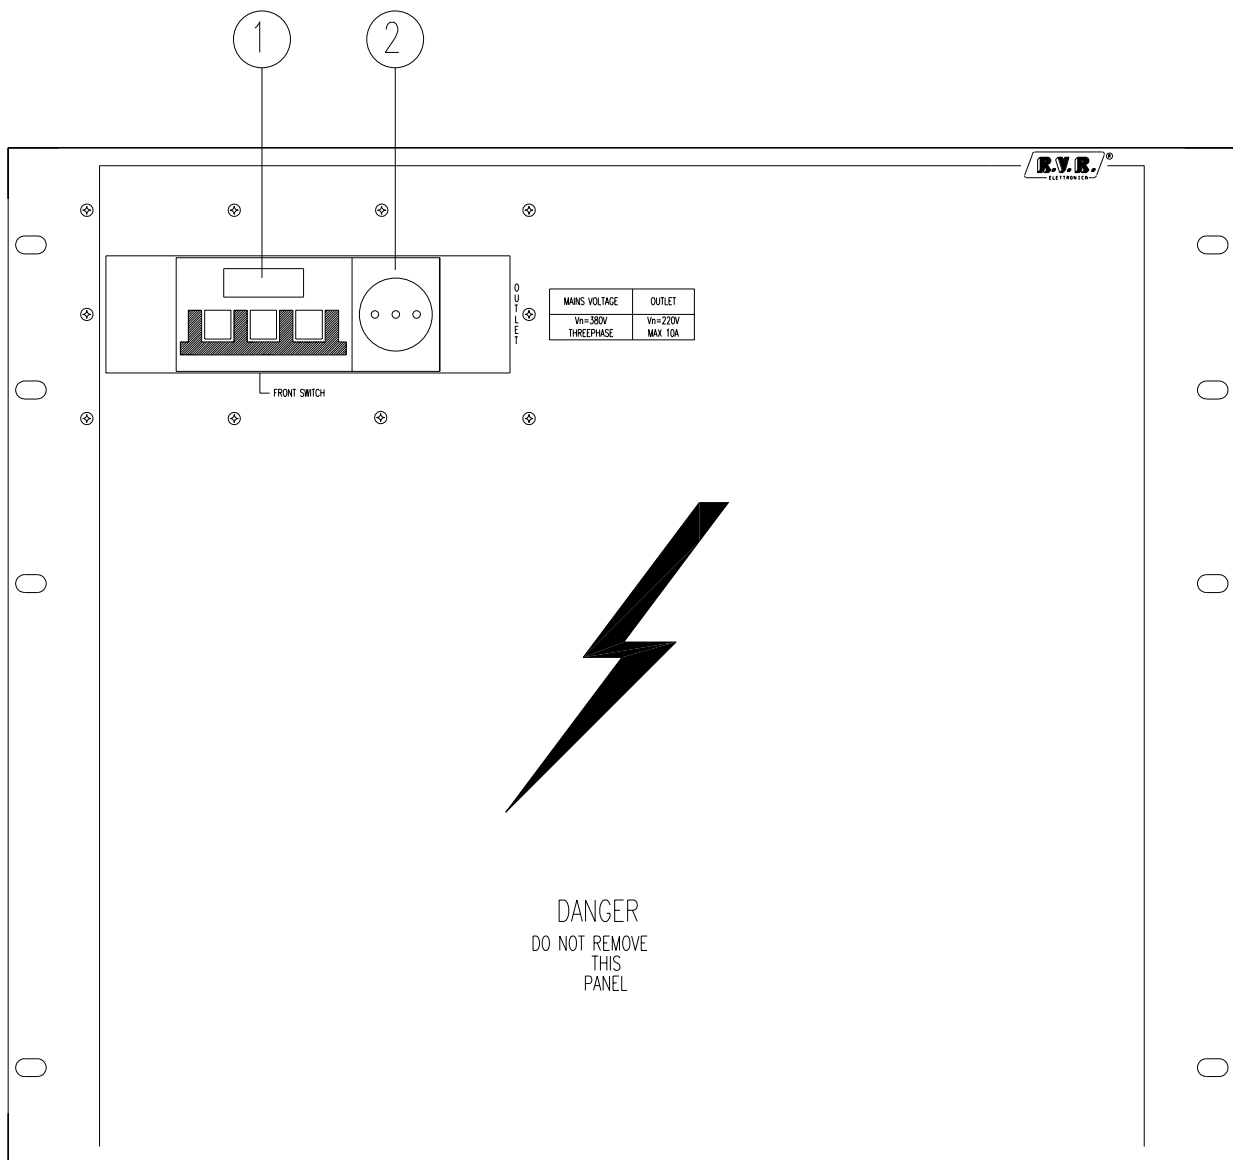 1
2
R.V.R.®
ELETTRONICA
OUTLET
MAINS VOLTAGE OUTLET
Vn=380V Vn=220V
THREEPHASE MAX 10A
FRONT SWITCH
DANGER
DO NOT REMOVE
THIS
PANEL